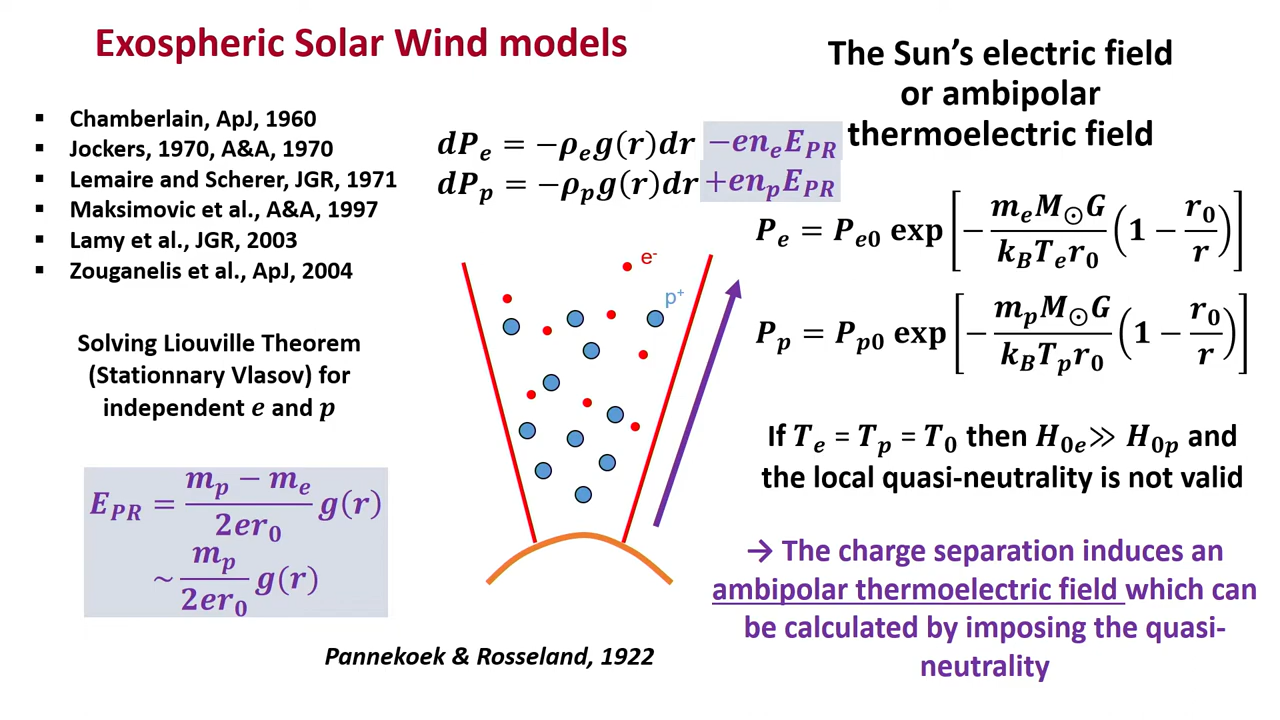 Exospheric Solar Wind models
▪ Chamberlain, ApJ, 1960
▪ Jockers, 1970, A&A, 1970
▪ Lemaire and Scherer, JGR, 1971
▪ Maksimovic et al., A&A, 1997
▪ Lamy et al., JGR, 2003
▪ Zouganelis et al., ApJ, 2004
Solving Liouville Theorem
(Stationnary Vlasov) for
independent e and p
E_PR = (m_p − m_e)/(2er_0) g(r)
~ m_p/(2er_0) g(r)
dP_e = −ρ_e g(r)dr −en_e E_PR
dP_p = −ρ_p g(r)dr +en_p E_PR
e⁻
p⁺
Pannekoek & Rosseland, 1922
The Sun’s electric field
or ambipolar
thermoelectric field
P_e = P_e0 exp[−(m_e M_⊙ G)/(k_B T_e r_0) (1 − r_0/r)]
P_p = P_p0 exp[−(m_p M_⊙ G)/(k_B T_p r_0) (1 − r_0/r)]
If T_e = T_p = T_0 then H_0e ≫ H_0p and
the local quasi-neutrality is not valid
→ The charge separation induces an
ambipolar thermoelectric field which can
be calculated by imposing the quasi-
neutrality